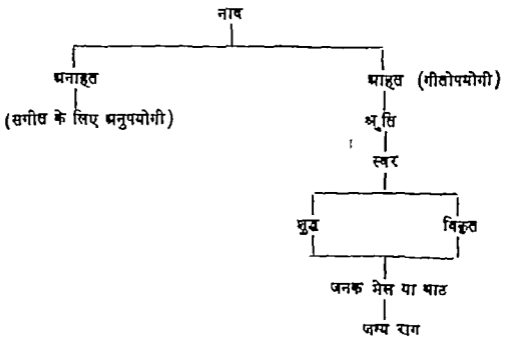 नाद
अनाहत
आहत (गीतोपयोगी)
(संगीत के लिए अनुपयोगी)
श्रुति
स्वर
शुद्ध
विकृत
जनक मेल या थाठ
जन्य राग